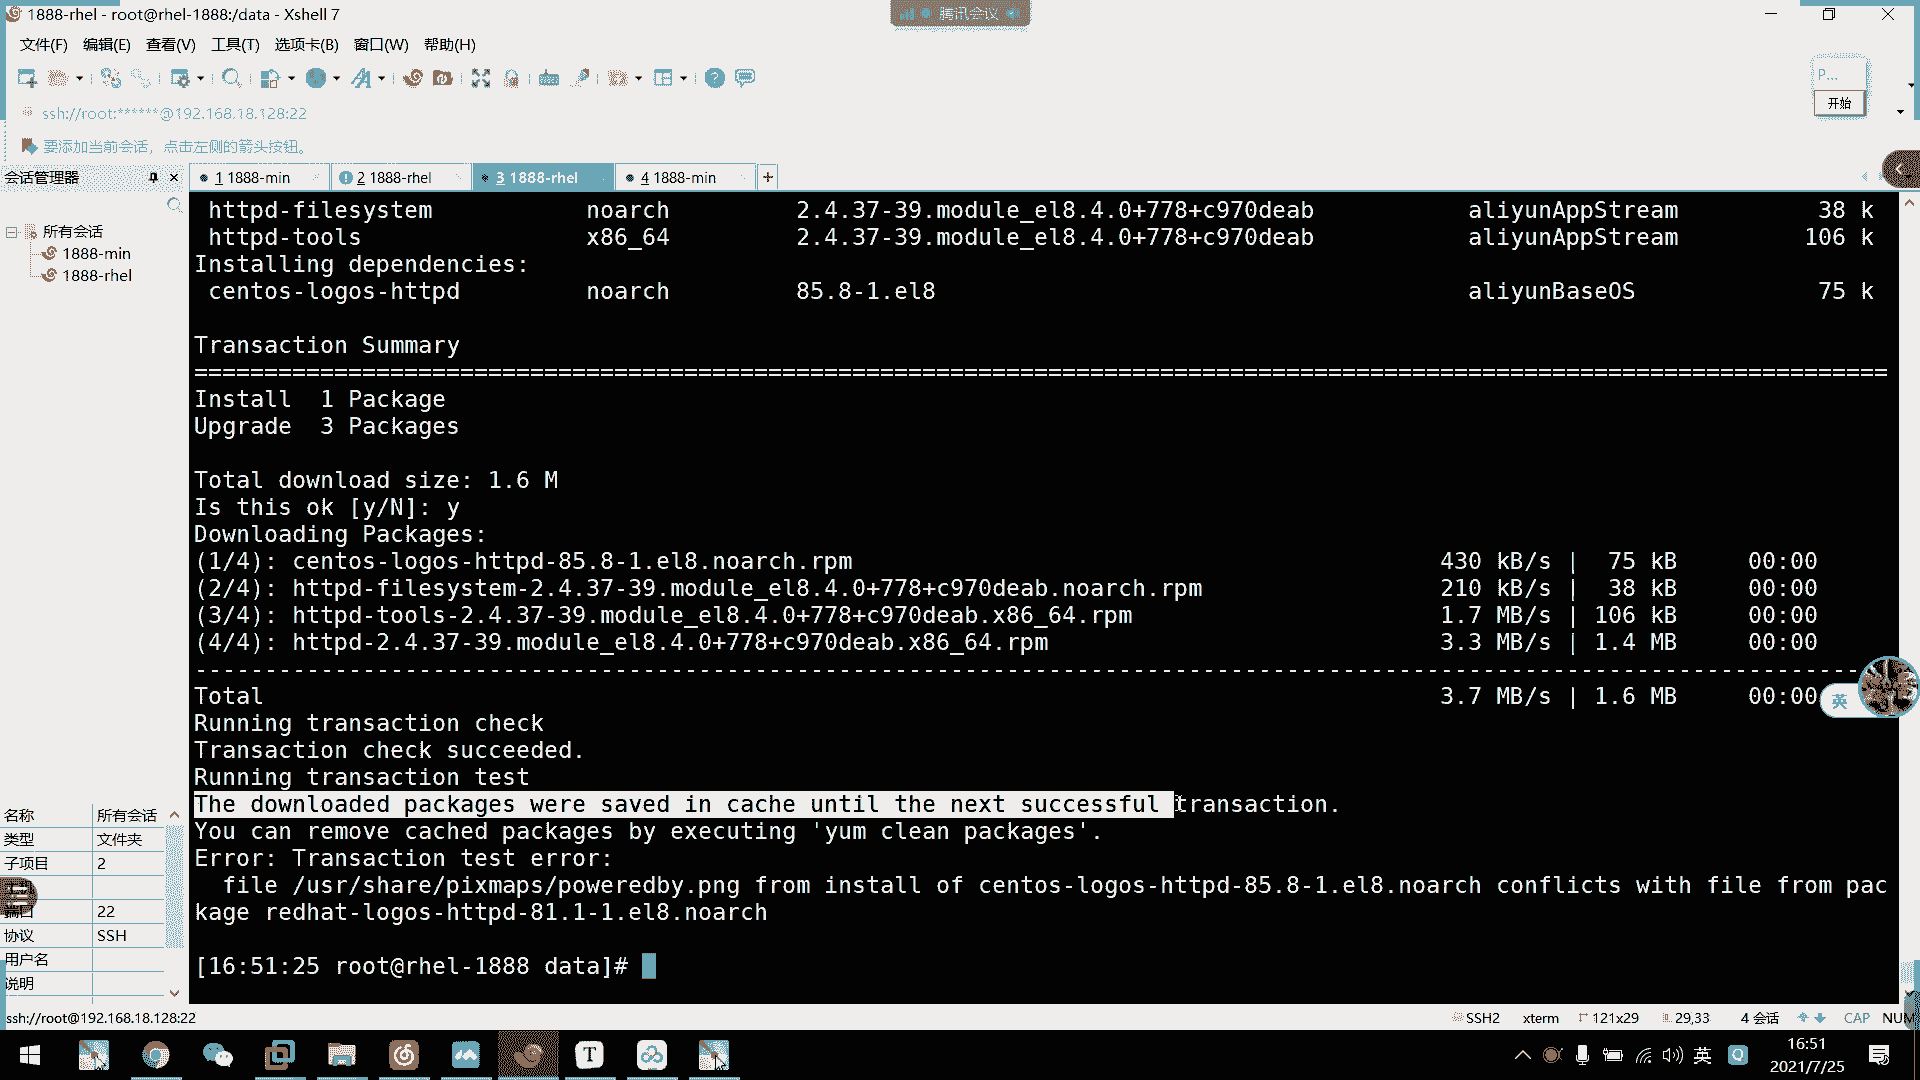 1888-rhel - root@rhel-1888:/data - Xshell 7
腾讯会议
文件(F) 编辑(E) 查看(V) 工具(T) 选项卡(B) 窗口(W) 帮助(H)
P...
开始
ssh://root:******@192.168.18.128:22
要添加当前会话，点击左侧的箭头按钮。
会话管理器
1 1888-min
2 1888-rhel
3 1888-rhel
4 1888-min
+
所有会话
1888-min
1888-rhel
httpd-filesystem noarch 2.4.37-39.module_el8.4.0+778+c970deab aliyunAppStream 38 k
httpd-tools x86_64 2.4.37-39.module_el8.4.0+778+c970deab aliyunAppStream 106 k
Installing dependencies:
centos-logos-httpd noarch 85.8-1.el8 aliyunBaseOS 75 k
Transaction Summary
================================================================================
Install 1 Package
Upgrade 3 Packages
Total download size: 1.6 M
Is this ok [y/N]: y
Downloading Packages:
(1/4): centos-logos-httpd-85.8-1.el8.noarch.rpm 430 kB/s | 75 kB 00:00
(2/4): httpd-filesystem-2.4.37-39.module_el8.4.0+778+c970deab.noarch.rpm 210 kB/s | 38 kB 00:00
(3/4): httpd-tools-2.4.37-39.module_el8.4.0+778+c970deab.x86_64.rpm 1.7 MB/s | 106 kB 00:00
(4/4): httpd-2.4.37-39.module_el8.4.0+778+c970deab.x86_64.rpm 3.3 MB/s | 1.4 MB 00:00
--------------------------------------------------------------------------------
Total 3.7 MB/s | 1.6 MB 00:00
英
Running transaction check
Transaction check succeeded.
Running transaction test
The downloaded packages were saved in cache until the next successful transaction.
You can remove cached packages by executing 'yum clean packages'.
Error: Transaction test error:
file /usr/share/pixmaps/poweredby.png from install of centos-logos-httpd-85.8-1.el8.noarch conflicts with file from pac
kage redhat-logos-httpd-81.1-1.el8.noarch
[16:51:25 root@rhel-1888 data]#
名称 所有会话
类型 文件夹
子项目 2
端口 22
协议 SSH
用户名
说明
ssh://root@192.168.18.128:22
SSH2 xterm 121x29 29,33 4 会话 CAP NUM
英
16:51
2021/7/25